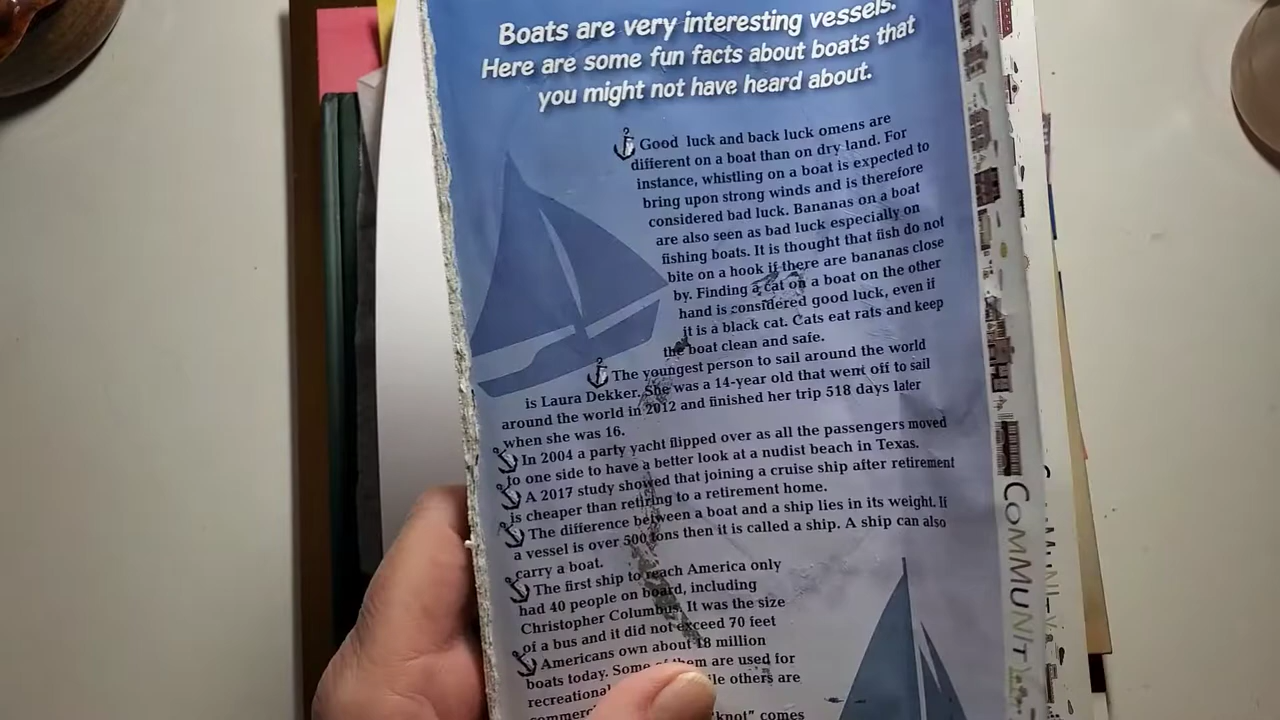 Boats are very interesting vessels.
Here are some fun facts about boats that
you might not have heard about.
Good luck and back luck omens are
different on a boat than on dry land. For
instance, whistling on a boat is expected to
bring upon strong winds and is therefore
considered bad luck. Bananas on a boat
are also seen as bad luck especially on
fishing boats. It is thought that fish do not
bite on a hook if there are bananas close
by. Finding a cat on a boat on the other
hand is considered good luck, even if
it is a black cat. Cats eat rats and keep
the boat clean and safe.
The youngest person to sail around the world
is Laura Dekker. She was a 14-year old that went off to sail
around the world in 2012 and finished her trip 518 days later
when she was 16.
In 2004 a party yacht flipped over as all the passengers moved
to one side to have a better look at a nudist beach in Texas.
A 2017 study showed that joining a cruise ship after retirement
is cheaper than retiring to a retirement home.
The difference between a boat and a ship lies in its weight. If
a vessel is over 500 tons then it is called a ship. A ship can also
carry a boat.
The first ship to reach America only
had 40 people on board, including
Christopher Columbus. It was the size
of a bus and it did not exceed 70 feet
Americans own about 18 million
boats today. Some of them are used for
recreational others are
"knot" comes
COMMUNITY